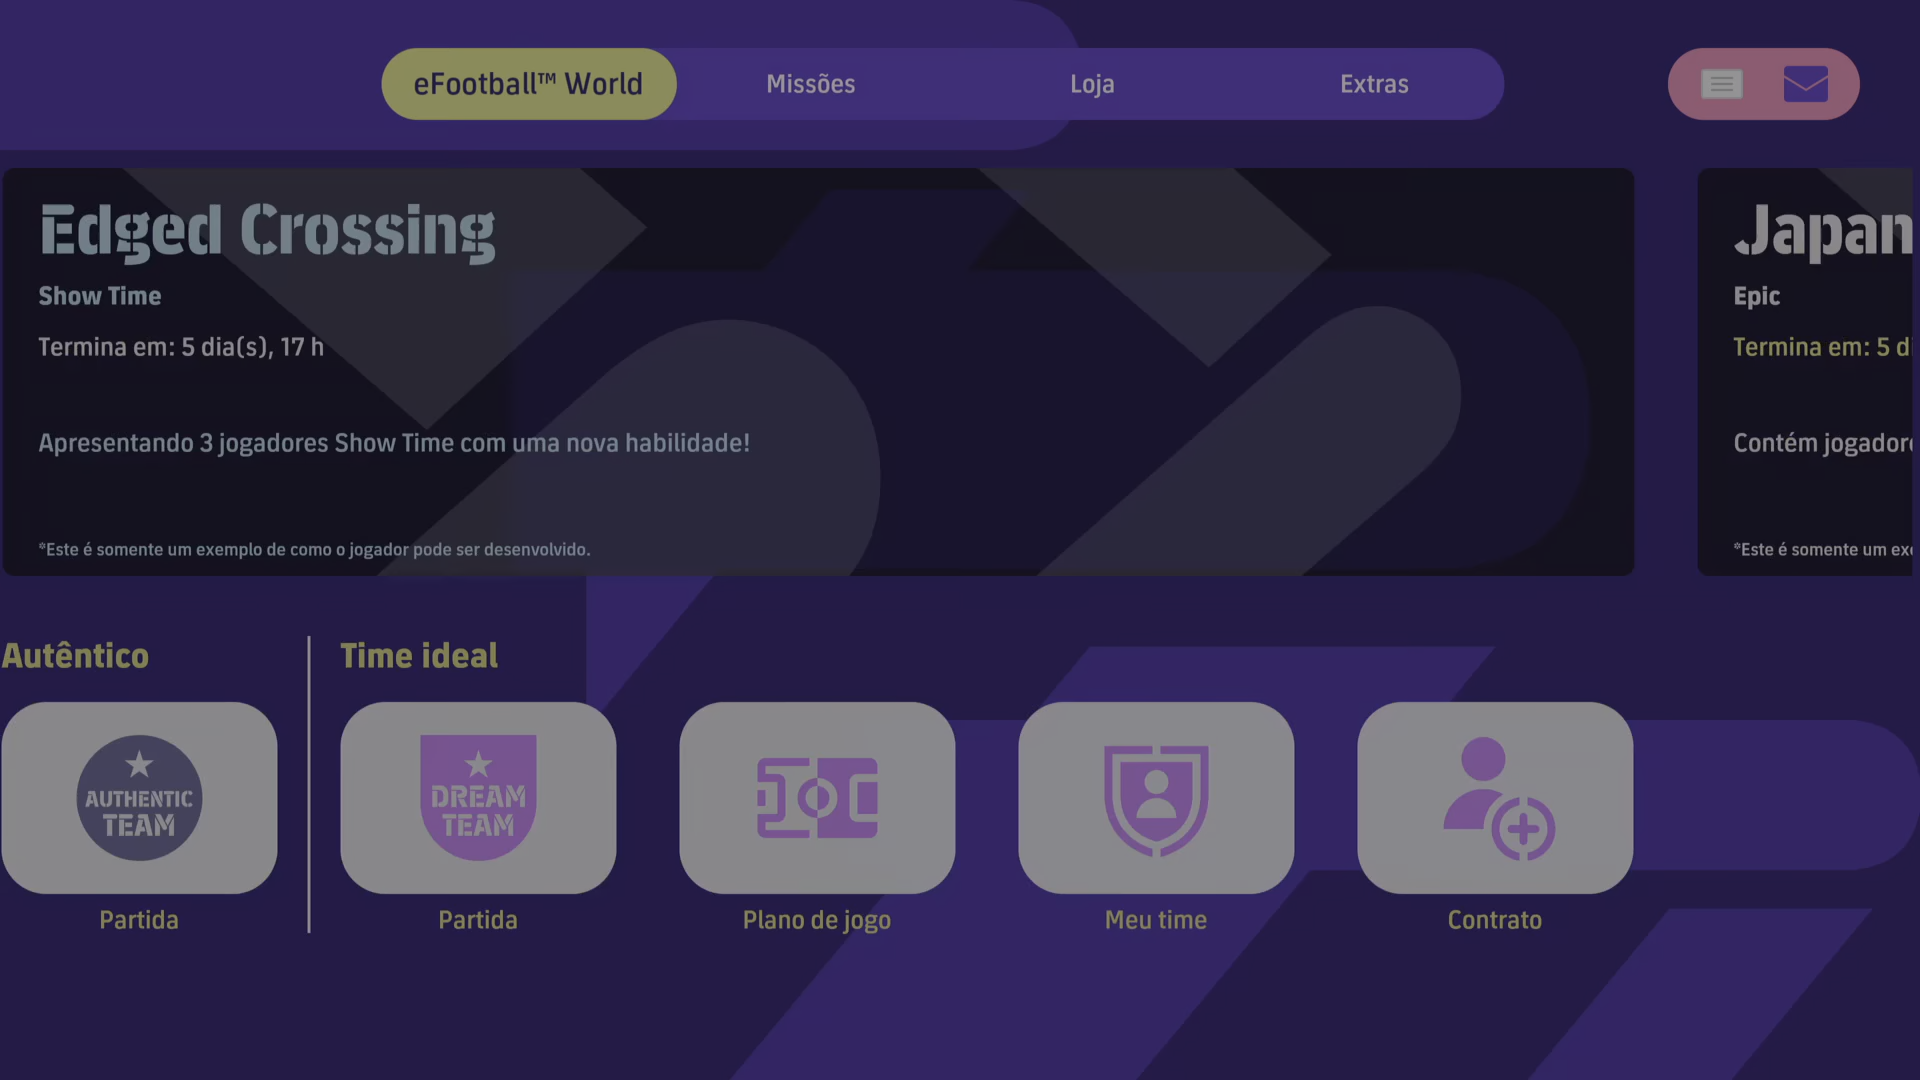 eFootball™ World
Missões
Loja
Extras
Edged Crossing
Show Time
Termina em: 5 dia(s), 17 h
Apresentando 3 jogadores Show Time com uma nova habilidade!
*Este é somente um exemplo de como o jogador pode ser desenvolvido.
Japan
Epic
Termina em: 5 di
Contém jogador
*Este é somente um ex
Autêntico
Time ideal
AUTHENTIC
TEAM
DREAM
TEAM
Partida
Partida
Plano de jogo
Meu time
Contrato